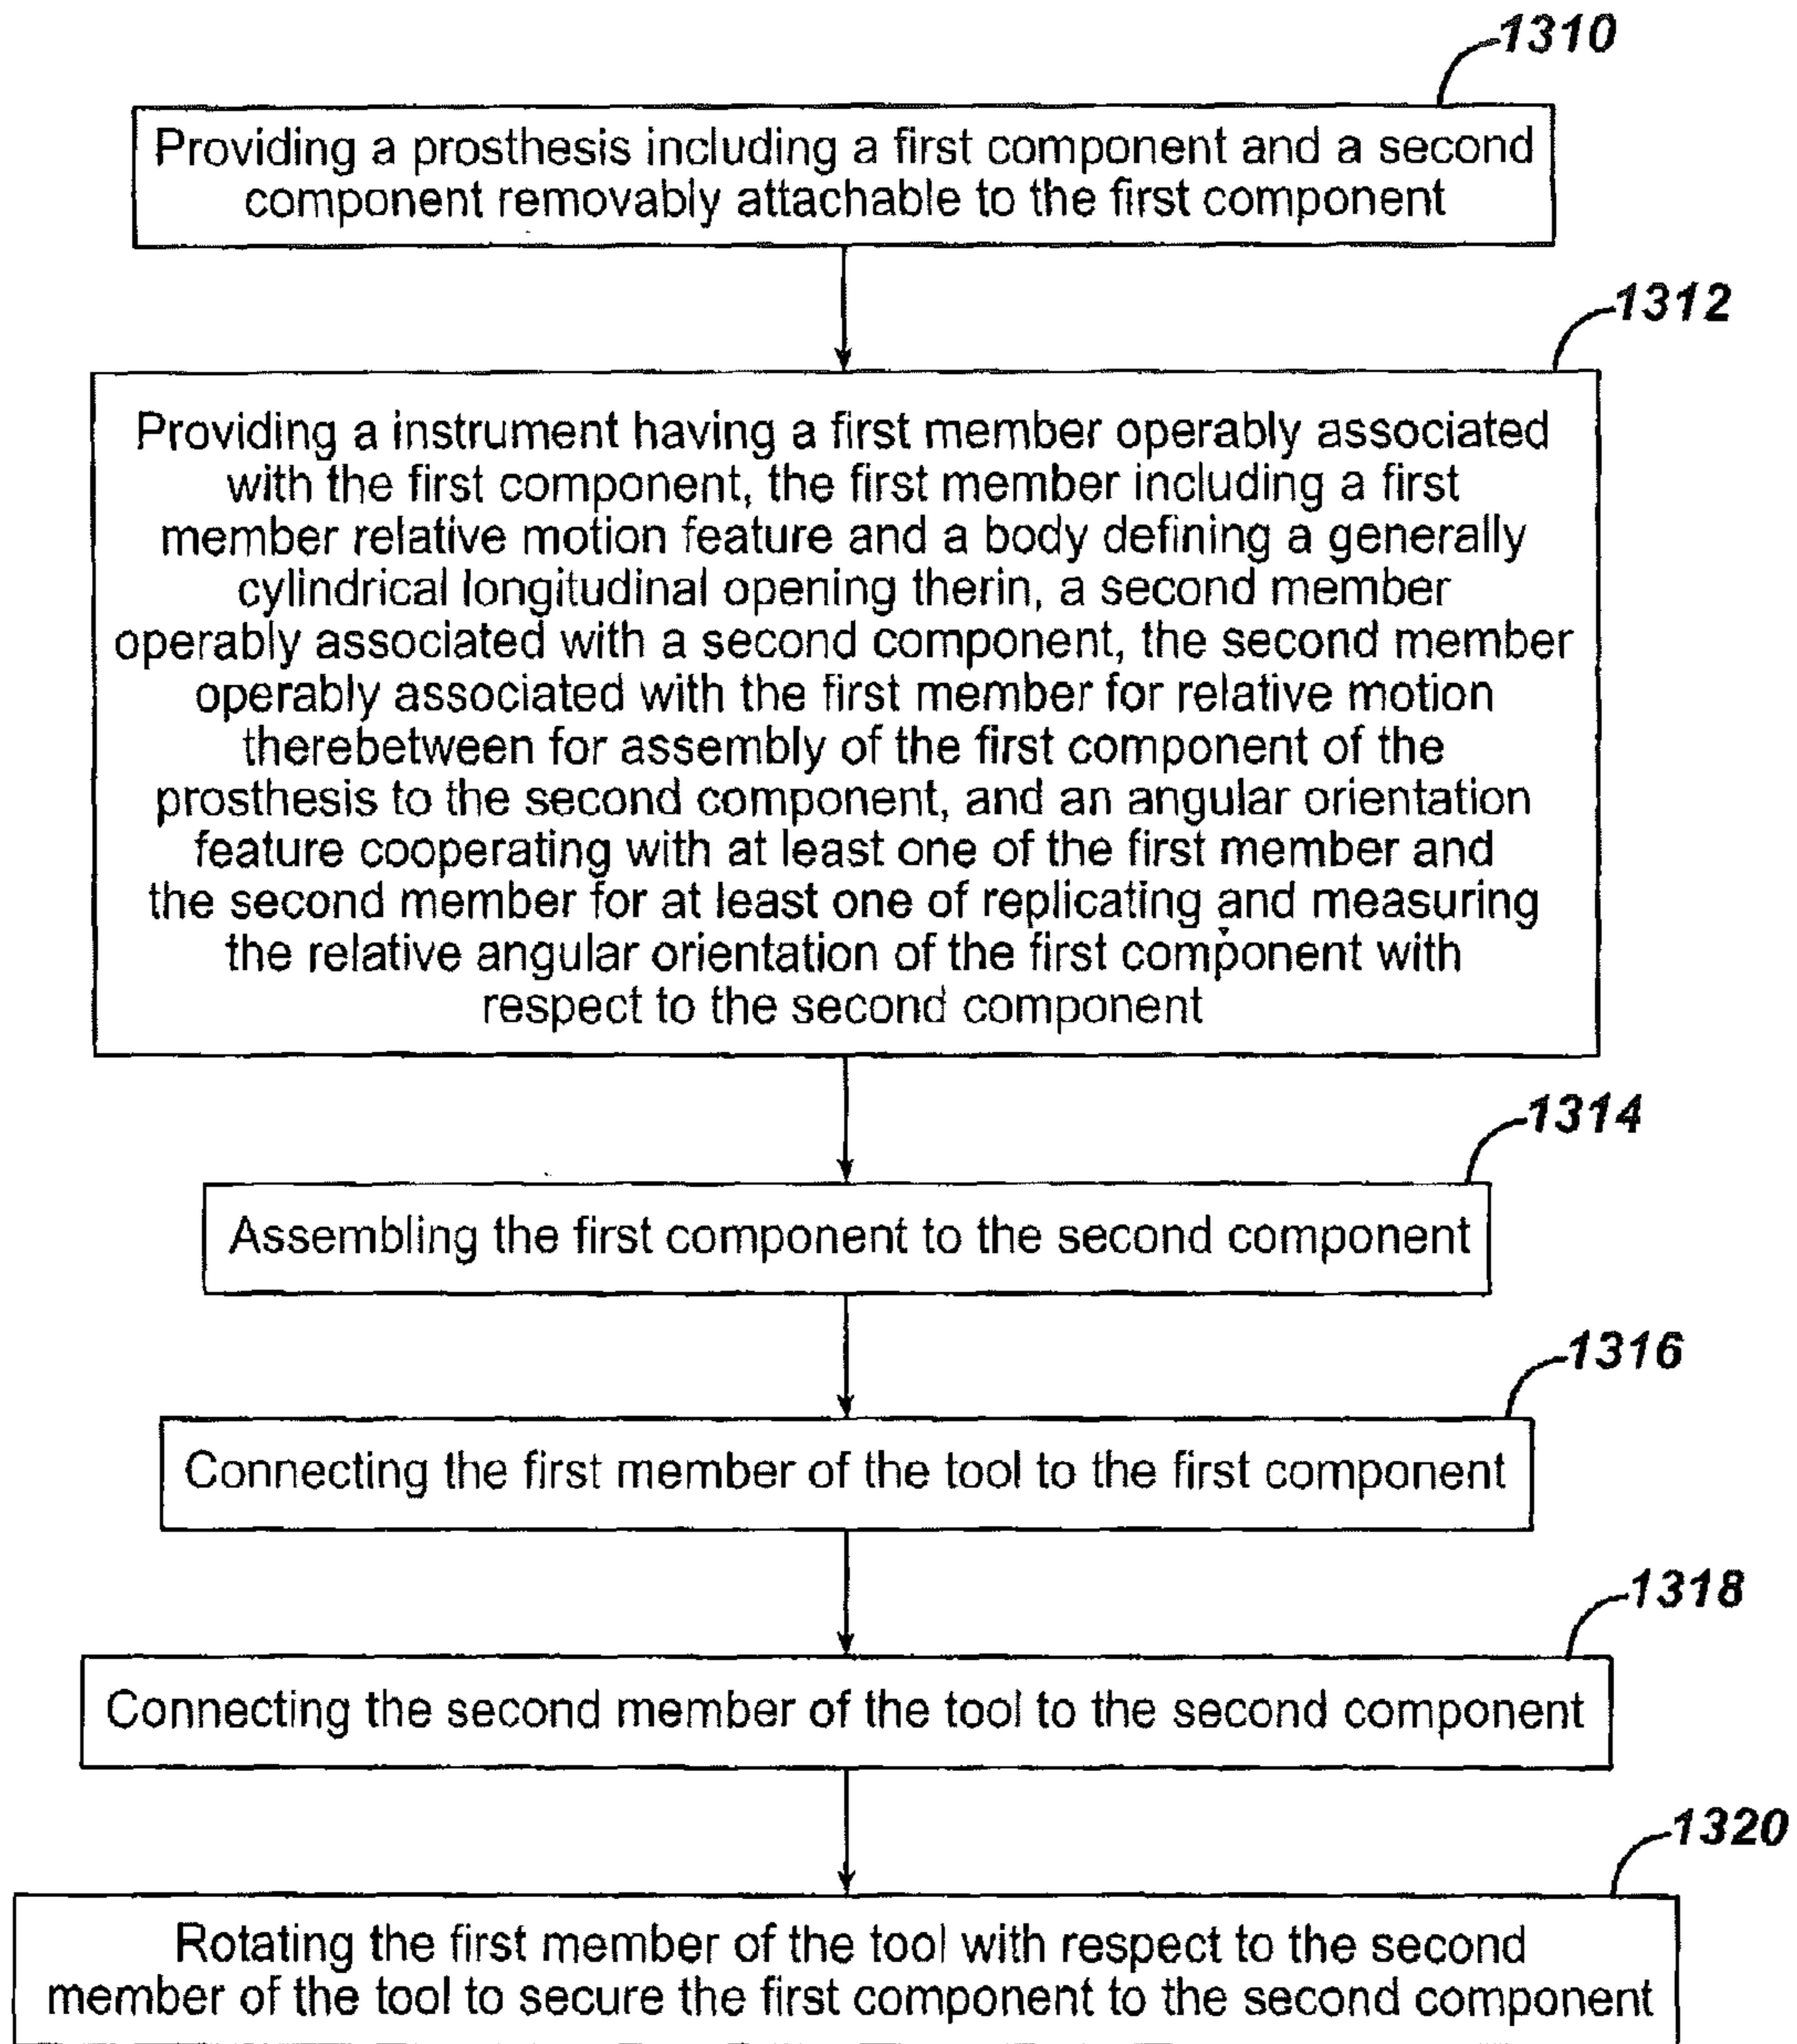 1310
Providing a prosthesis including a first component and a second
component removably attachable to the first component
1312
Providing a instrument having a first member operably associated
with the first component, the first member including a first
member relative motion feature and a body defining a generally
cylindrical longitudinal opening therin, a second member
operably associated with a second component, the second member
operably associated with the first member for relative motion
therebetween for assembly of the first component of the
prosthesis to the second component, and an angular orientation
feature cooperating with at least one of the first member and
the second member for at least one of replicating and measuring
the relative angular orientation of the first component with
respect to the second component
1314
Assembling the first component to the second component
1316
Connecting the first member of the tool to the first component
1318
Connecting the second member of the tool to the second component
1320
Rotating the first member of the tool with respect to the second
member of the tool to secure the first component to the second component